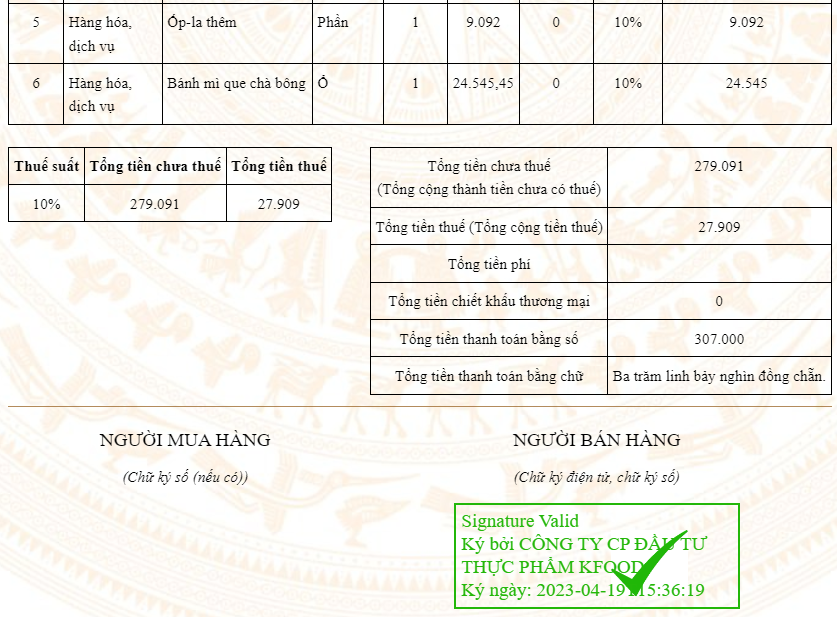 5 Hàng hóa, dịch vụ Ốp-la thêm Phần 1 9.092 0 10% 9.092
6 Hàng hóa, dịch vụ Bánh mì que chà bông Ổ 1 24.545,45 0 10% 24.545
Thuế suất Tổng tiền chưa thuế Tổng tiền thuế
10% 279.091 27.909
Tổng tiền chưa thuế
(Tổng cộng thành tiền chưa có thuế) 279.091
Tổng tiền thuế (Tổng cộng tiền thuế) 27.909
Tổng tiền phí
Tổng tiền chiết khấu thương mại 0
Tổng tiền thanh toán bằng số 307.000
Tổng tiền thanh toán bằng chữ Ba trăm linh bảy nghìn đồng chẵn.
NGƯỜI MUA HÀNG
(Chữ ký số (nếu có))
NGƯỜI BÁN HÀNG
(Chữ ký điện tử, chữ ký số)
Signature Valid
Ký bởi CÔNG TY CP ĐẦU TƯ
THỰC PHẨM KFOOD
Ký ngày: 2023-04-19T15:36:19